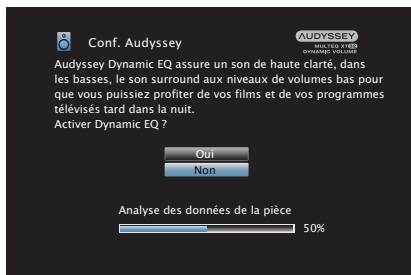 Conf. Audyssey
AUDYSSEY
MULTEQ XT32
DYNAMIC VOLUME
Audyssey Dynamic EQ assure un son de haute clarté, dans
les basses, le son surround aux niveaux de volumes bas pour
que vous puissiez profiter de vos films et de vos programmes
télévisés tard dans la nuit.
Activer Dynamic EQ ?
Oui
Non
Analyse des données de la pièce
50%